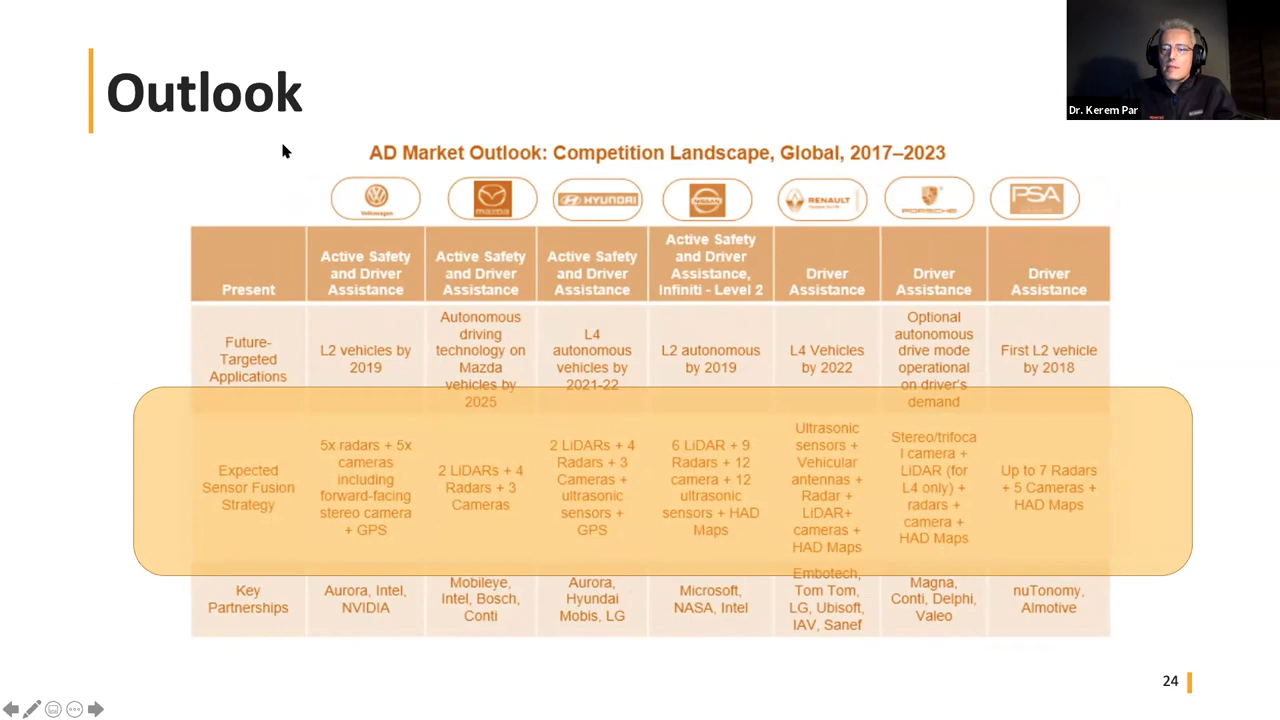 Outlook
Dr. Kerem Par
AD Market Outlook: Competition Landscape, Global, 2017–2023
Volkswagen
mazda
HYUNDAI
NISSAN
RENAULT
PORSCHE
PSA
Present
Active Safety
and Driver
Assistance
Active Safety
and Driver
Assistance
Active Safety
and Driver
Assistance
Active Safety
and Driver
Assistance,
Infiniti - Level 2
Driver
Assistance
Driver
Assistance
Driver
Assistance
Future-
Targeted
Applications
L2 vehicles by
2019
Autonomous
driving
technology on
Mazda
vehicles by
2025
L4
autonomous
vehicles by
2021-22
L2 autonomous
by 2019
L4 Vehicles
by 2022
Optional
autonomous
drive mode
operational
on driver's
demand
First L2 vehicle
by 2018
Expected
Sensor Fusion
Strategy
5x radars + 5x
cameras
including
forward-facing
stereo camera
+ GPS
2 LiDARs + 4
Radars + 3
Cameras
2 LiDARs + 4
Radars + 3
Cameras +
ultrasonic
sensors +
GPS
6 LiDAR + 9
Radars + 12
camera + 12
ultrasonic
sensors + HAD
Maps
Ultrasonic
sensors +
Vehicular
antennas +
Radar +
LiDAR+
cameras +
HAD Maps
Stereo/trifoca
l camera +
LiDAR (for
L4 only) +
radars +
camera +
HAD Maps
Up to 7 Radars
+ 5 Cameras +
HAD Maps
Key
Partnerships
Aurora, Intel,
NVIDIA
Mobileye,
Intel, Bosch,
Conti
Aurora,
Hyundai
Mobis, LG
Microsoft,
NASA, Intel
Embotech,
Tom Tom,
LG, Ubisoft,
IAV, Sanef
Magna,
Conti, Delphi,
Valeo
nuTonomy,
Almotive
24